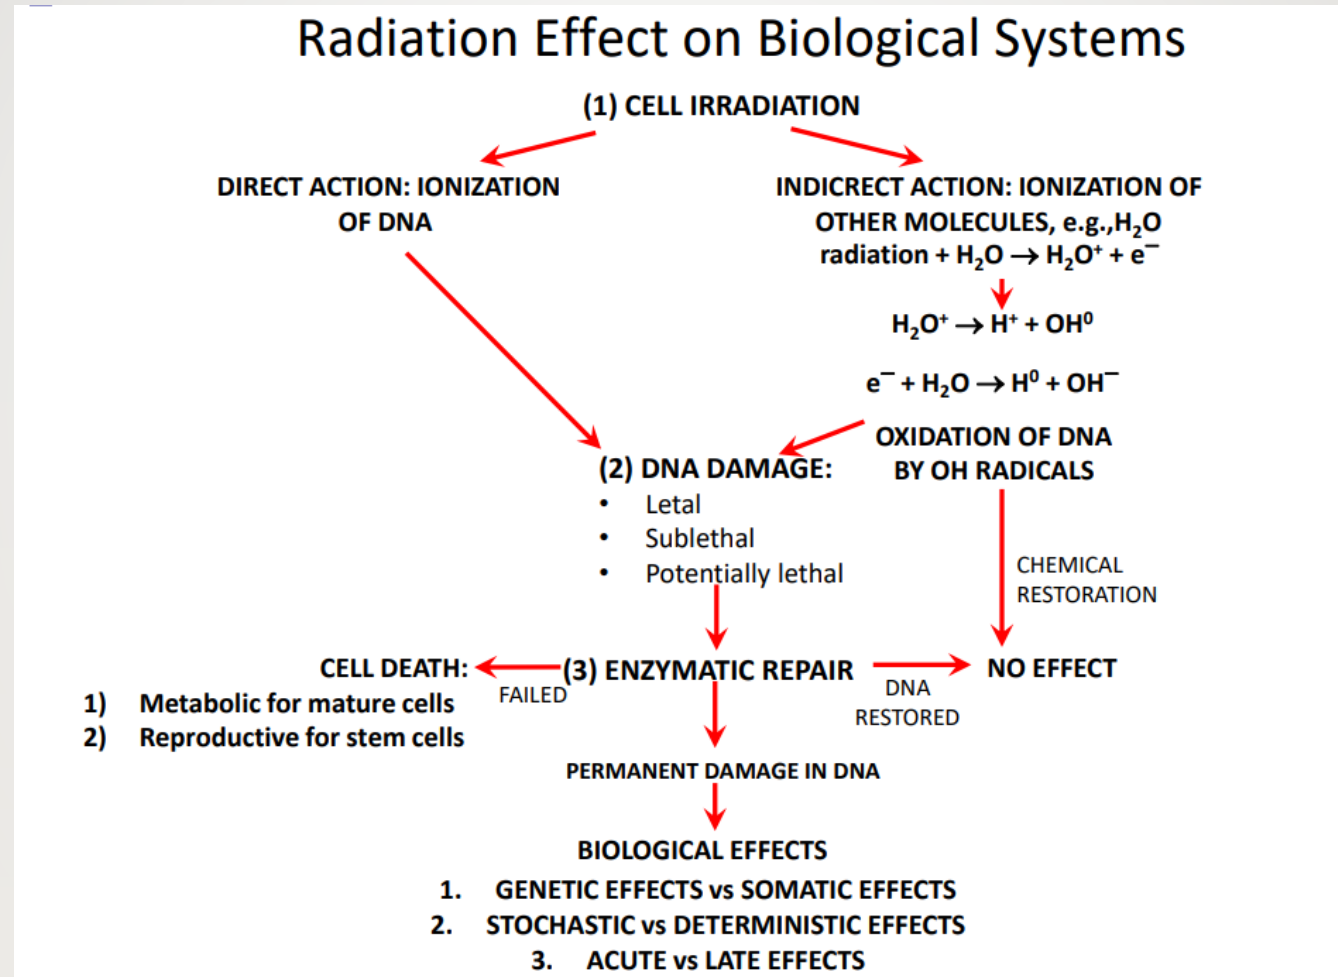 Radiation Effect on Biological Systems
(1) CELL IRRADIATION
DIRECT ACTION: IONIZATION
OF DNA
INDICRECT ACTION: IONIZATION OF
OTHER MOLECULES, e.g.,H₂O
radiation + H₂O → H₂O⁺ + e⁻
H₂O⁺ → H⁺ + OH⁰
e⁻ + H₂O → H⁰ + OH⁻
OXIDATION OF DNA
BY OH RADICALS
(2) DNA DAMAGE:
• Letal
• Sublethal
• Potentially lethal
CHEMICAL
RESTORATION
CELL DEATH:
1) Metabolic for mature cells
2) Reproductive for stem cells
FAILED
(3) ENZYMATIC REPAIR
DNA
RESTORED
NO EFFECT
PERMANENT DAMAGE IN DNA
BIOLOGICAL EFFECTS
1. GENETIC EFFECTS vs SOMATIC EFFECTS
2. STOCHASTIC vs DETERMINISTIC EFFECTS
3. ACUTE vs LATE EFFECTS